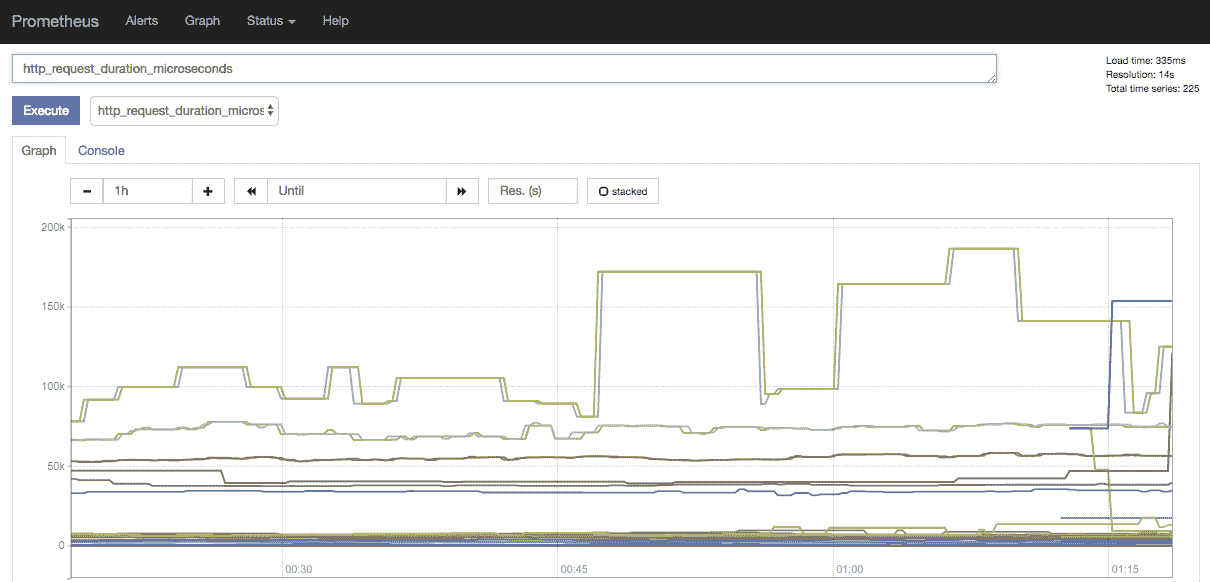 Prometheus Alerts Graph Status Help
http_request_duration_microseconds
Load time: 335ms
Resolution: 14s
Total time series: 225
Execute http_request_duration_micros
Graph Console
1h Until Res. (s) stacked
200k
150k
100k
50k
0
00:30 00:45 01:00 01:15